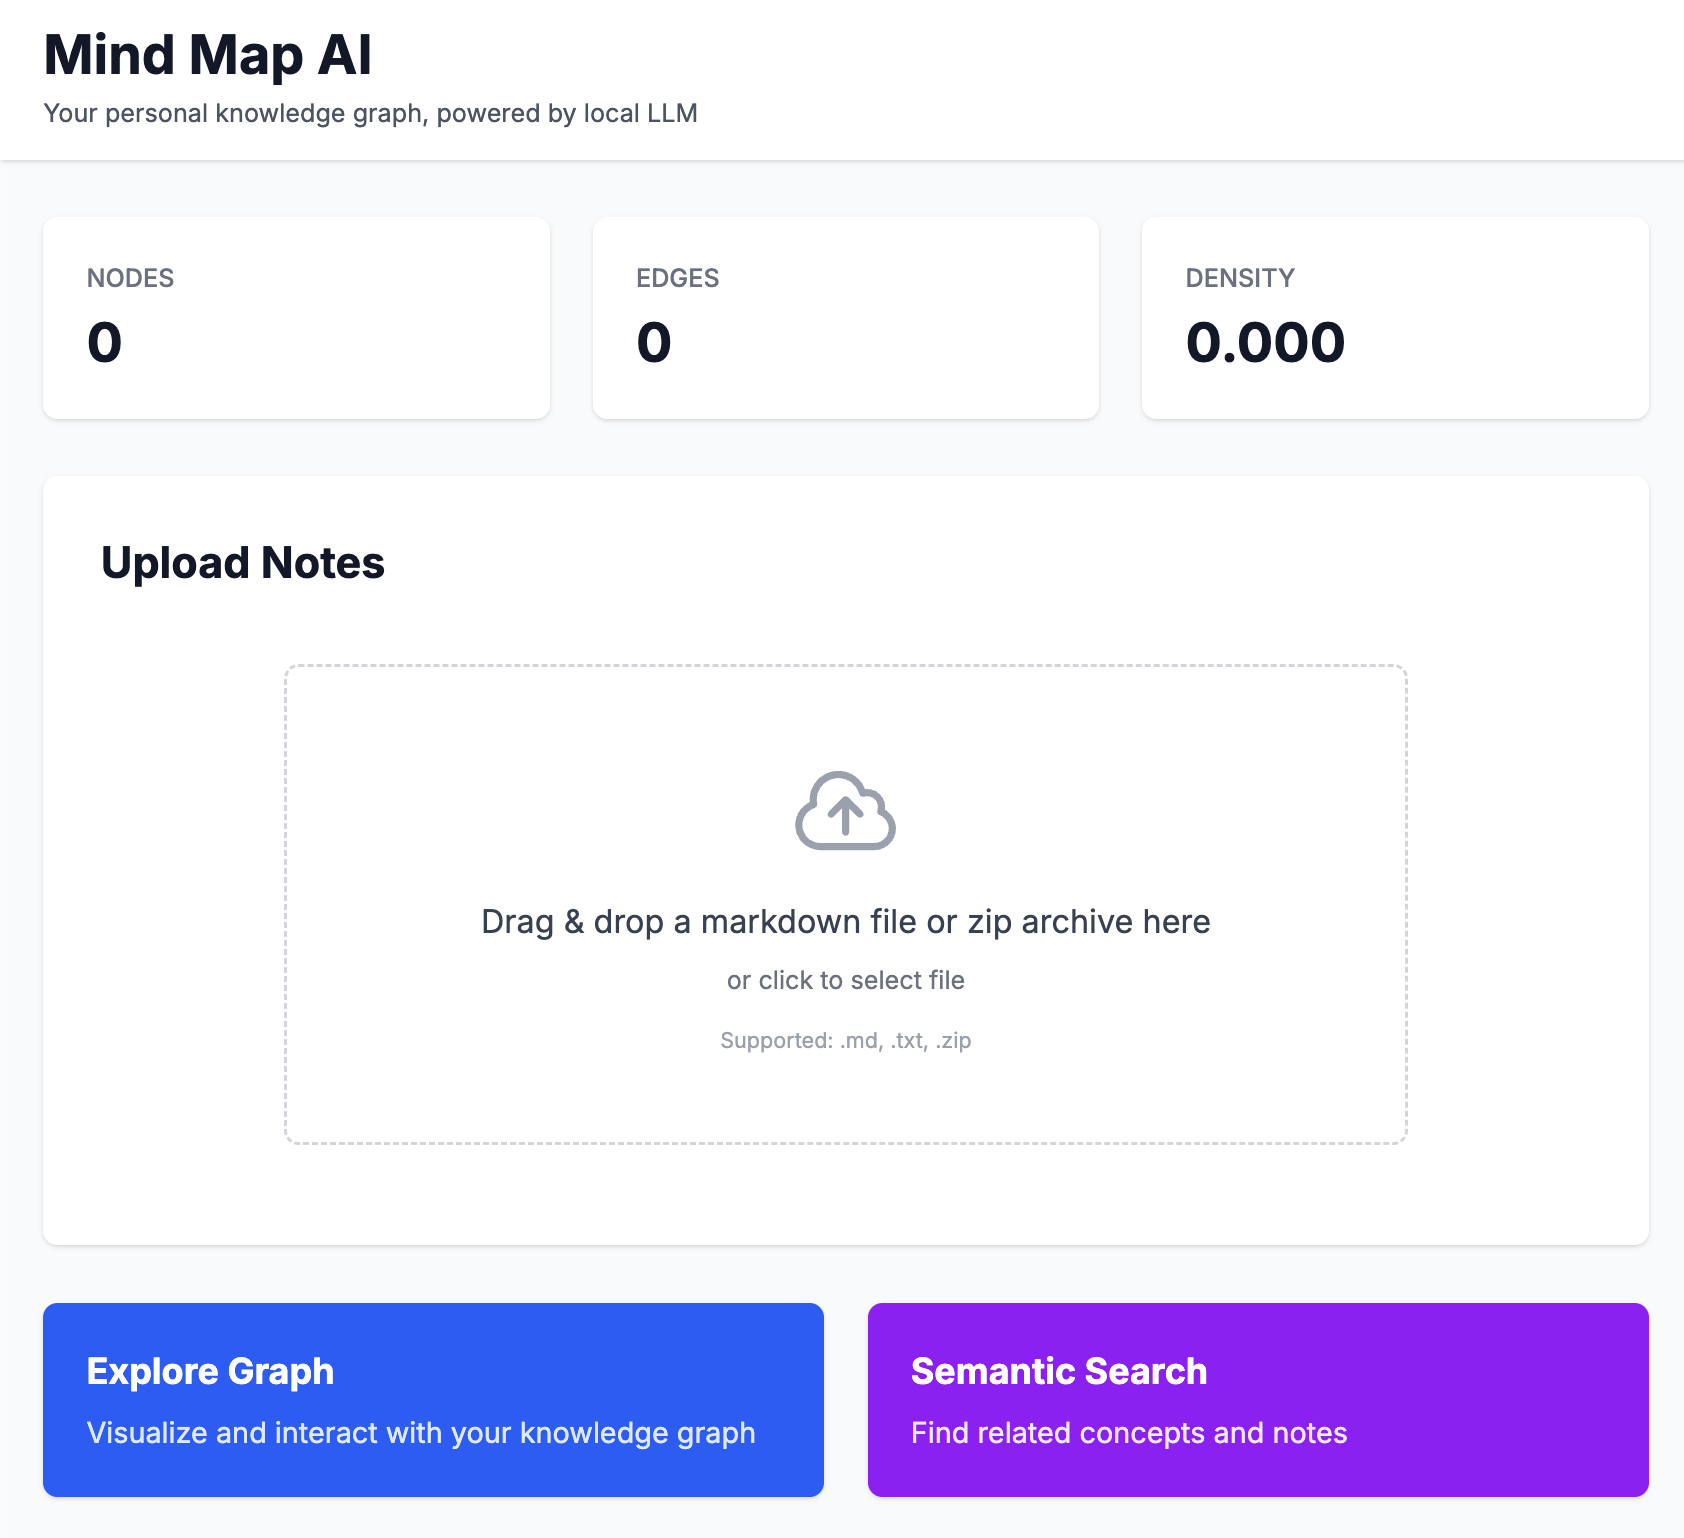 Mind Map AI
Your personal knowledge graph, powered by local LLM
NODES
0
EDGES
0
DENSITY
0.000
Upload Notes
Drag & drop a markdown file or zip archive here
or click to select file
Supported: .md, .txt, .zip
Explore Graph
Visualize and interact with your knowledge graph
Semantic Search
Find related concepts and notes